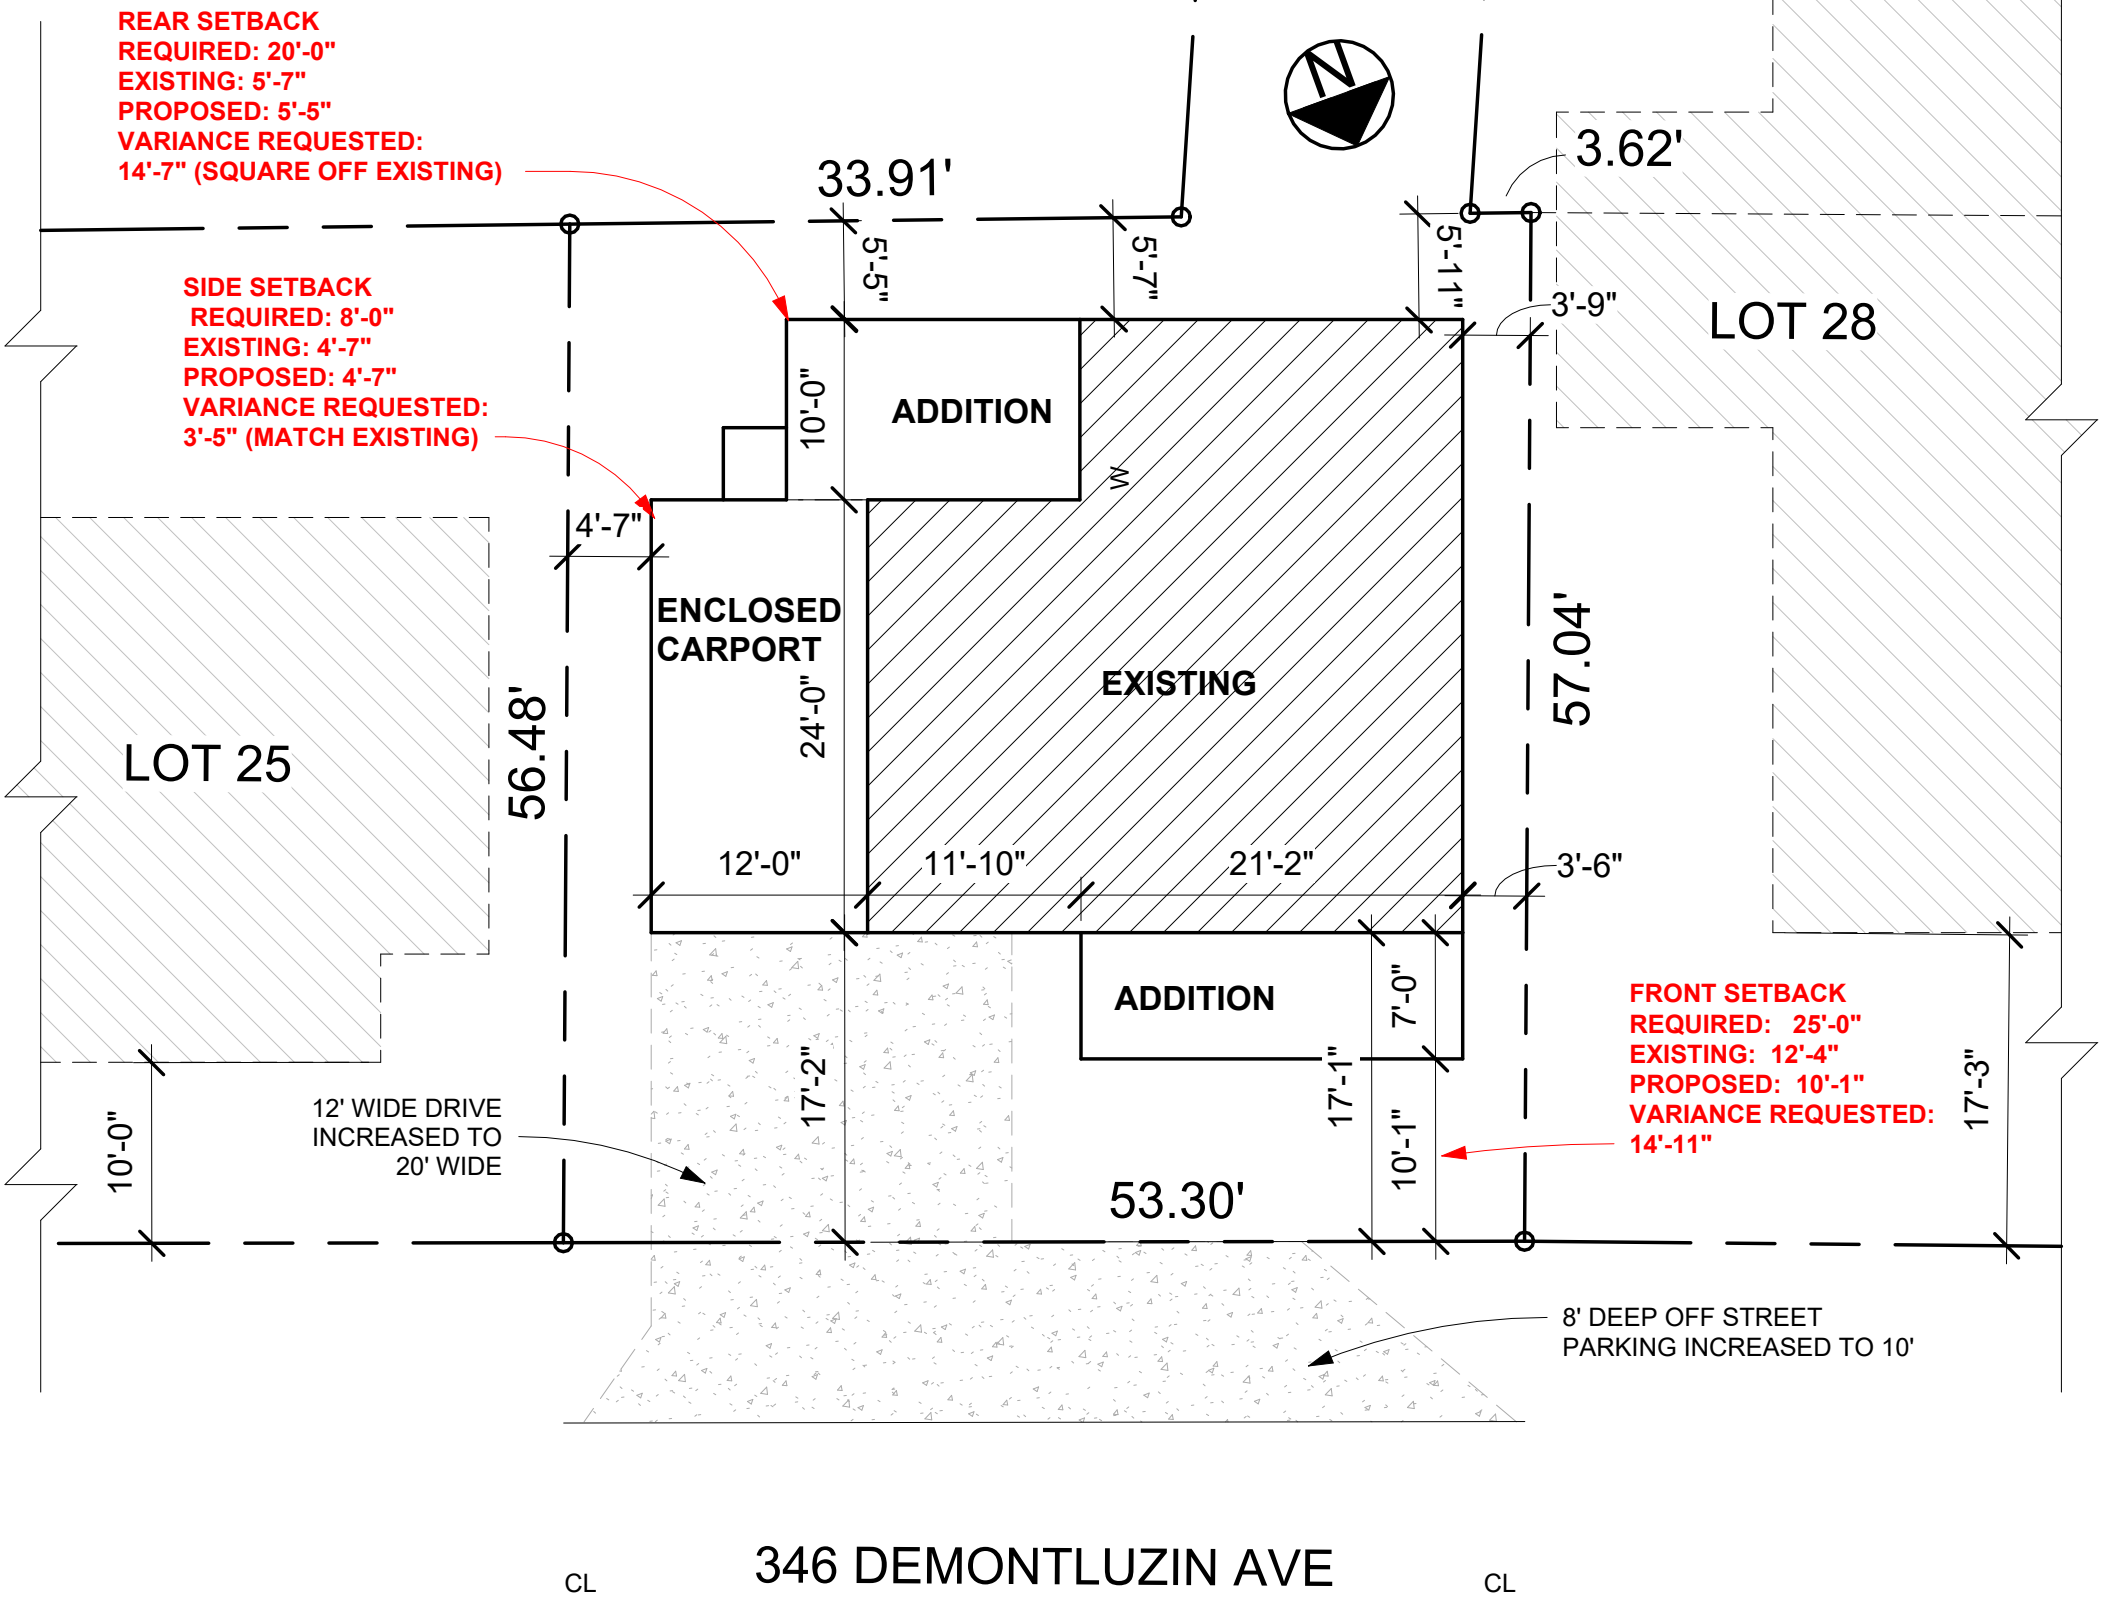 REAR SETBACK
REQUIRED: 20'-0"
EXISTING: 5'-7"
PROPOSED: 5'-5"
VARIANCE REQUESTED:
14'-7" (SQUARE OFF EXISTING)
N
33.91'
3.62'
5'-5"
5'-7"
5'-11"
3'-9"
LOT 28
SIDE SETBACK
REQUIRED: 8'-0"
EXISTING: 4'-7"
PROPOSED: 4'-7"
VARIANCE REQUESTED:
3'-5" (MATCH EXISTING)
10'-0"
ADDITION
W
4'-7"
ENCLOSED
CARPORT
24'-0"
EXISTING
57.04'
56.48'
LOT 25
12'-0"
11'-10"
21'-2"
3'-6"
ADDITION
7'-0"
17'-2"
17'-1"
10'-1"
FRONT SETBACK
REQUIRED: 25'-0"
EXISTING: 12'-4"
PROPOSED: 10'-1"
VARIANCE REQUESTED:
14'-11"
17'-3"
10'-0"
12' WIDE DRIVE
INCREASED TO
20' WIDE
53.30'
8' DEEP OFF STREET
PARKING INCREASED TO 10'
346 DEMONTLUZIN AVE
CL
CL